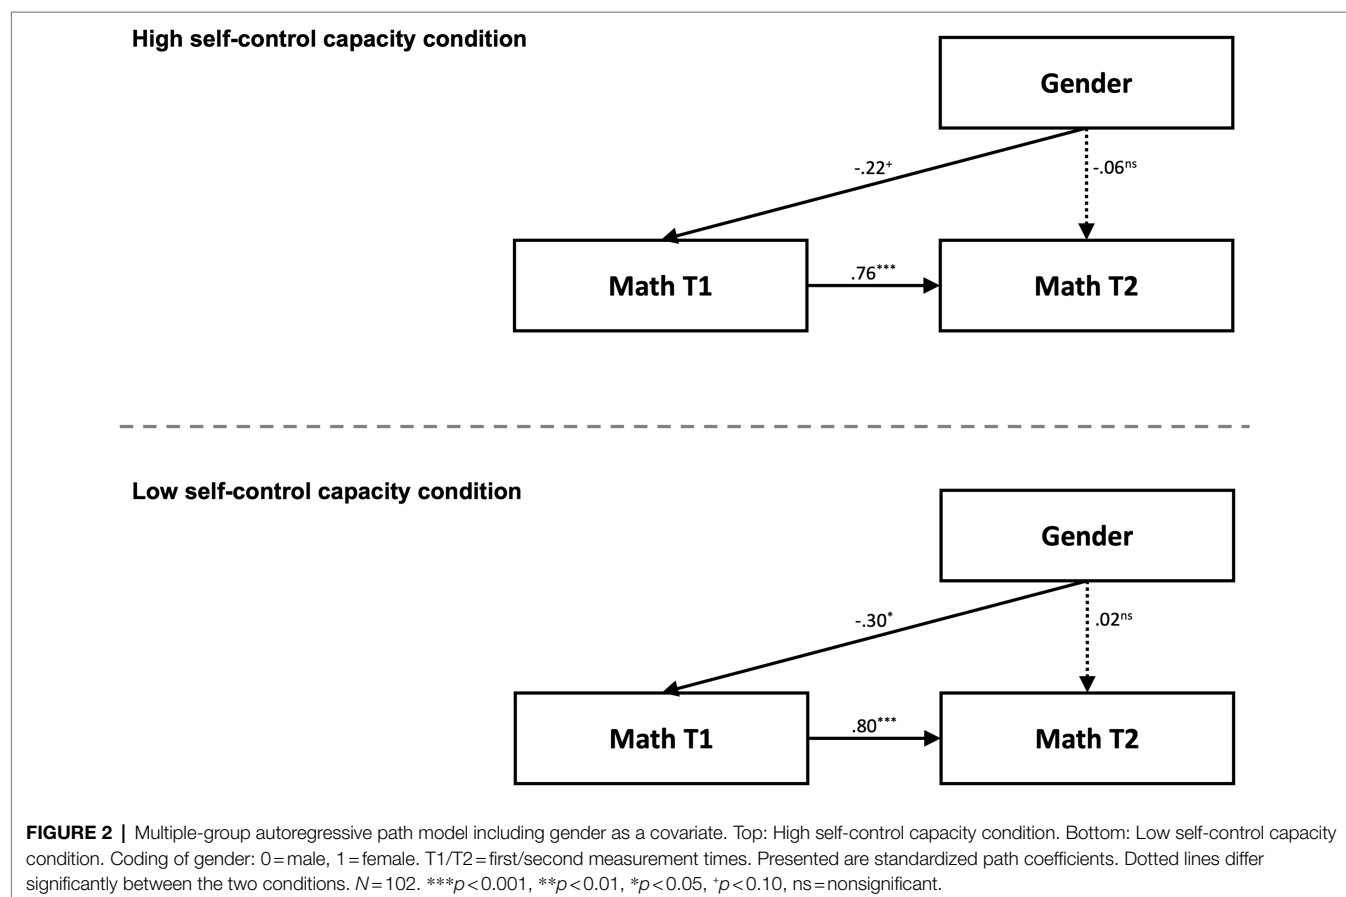 High self-control capacity condition
Gender
-.22⁺
-.06ⁿˢ
Math T1
.76***
Math T2
Low self-control capacity condition
Gender
-.30*
.02ⁿˢ
Math T1
.80***
Math T2
FIGURE 2 | Multiple-group autoregressive path model including gender as a covariate. Top: High self-control capacity condition. Bottom: Low self-control capacity
condition. Coding of gender: 0=male, 1=female. T1/T2=first/second measurement times. Presented are standardized path coefficients. Dotted lines differ
significantly between the two conditions. N=102. ***p<0.001, **p<0.01, *p<0.05, ⁺p<0.10, ns=nonsignificant.